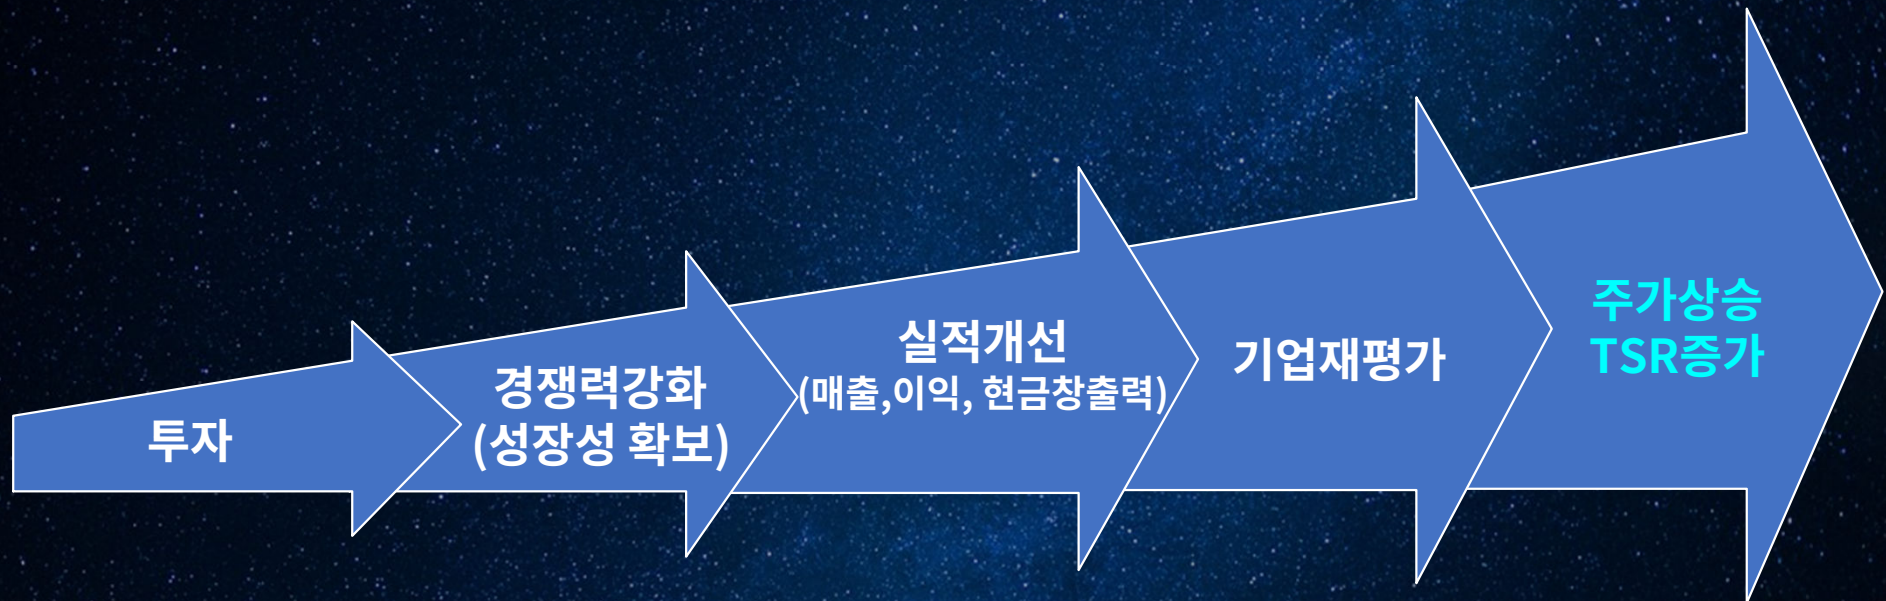 투자
경쟁력강화
(성장성 확보)
실적개선
(매출,이익, 현금창출력)
기업재평가
주가상승
TSR증가